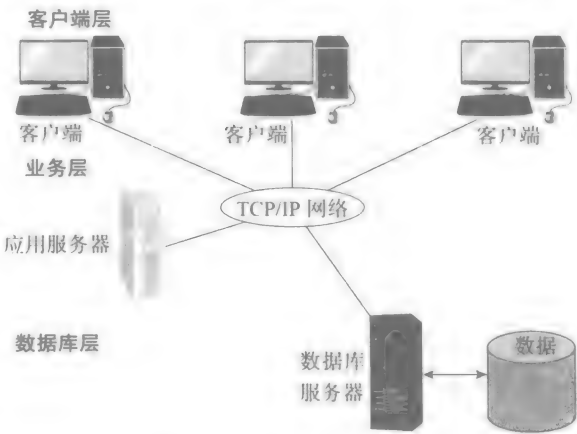 客户端层
客户端
客户端
客户端
业务层
TCP/IP 网络
应用服务器
数据库层
数据库
服务器
数据